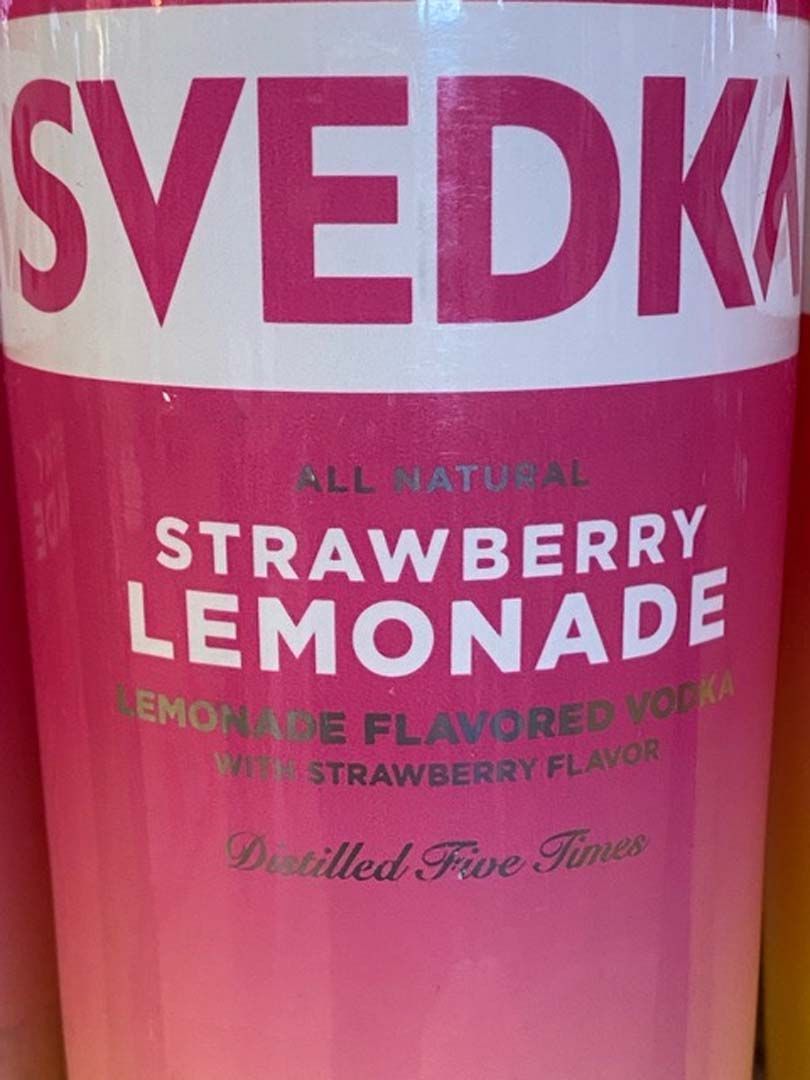 SVEDKA
ALL NATURAL
STRAWBERRY
LEMONADE
LEMONADE FLAVORED VODKA
WITH STRAWBERRY FLAVOR
Distilled Five Times